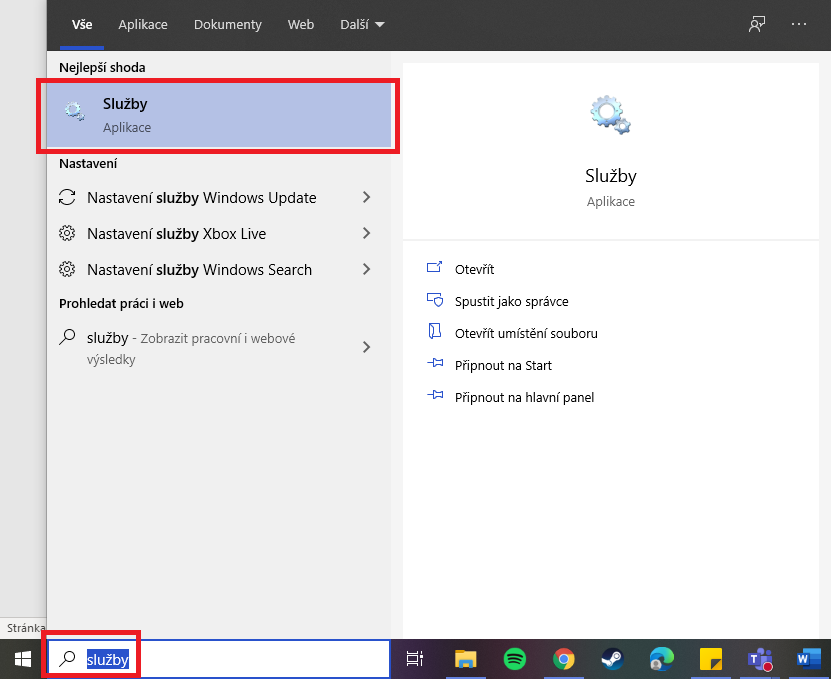 Vše Aplikace Dokumenty Web Další
Nejlepší shoda
Služby
Aplikace
Nastavení
Nastavení služby Windows Update
Nastavení služby Xbox Live
Nastavení služby Windows Search
Prohledat práci i web
služby - Zobrazit pracovní i webové
výsledky
Služby
Aplikace
Otevřít
Spustit jako správce
Otevřít umístění souboru
Připnout na Start
Připnout na hlavní panel
Stránka
služby